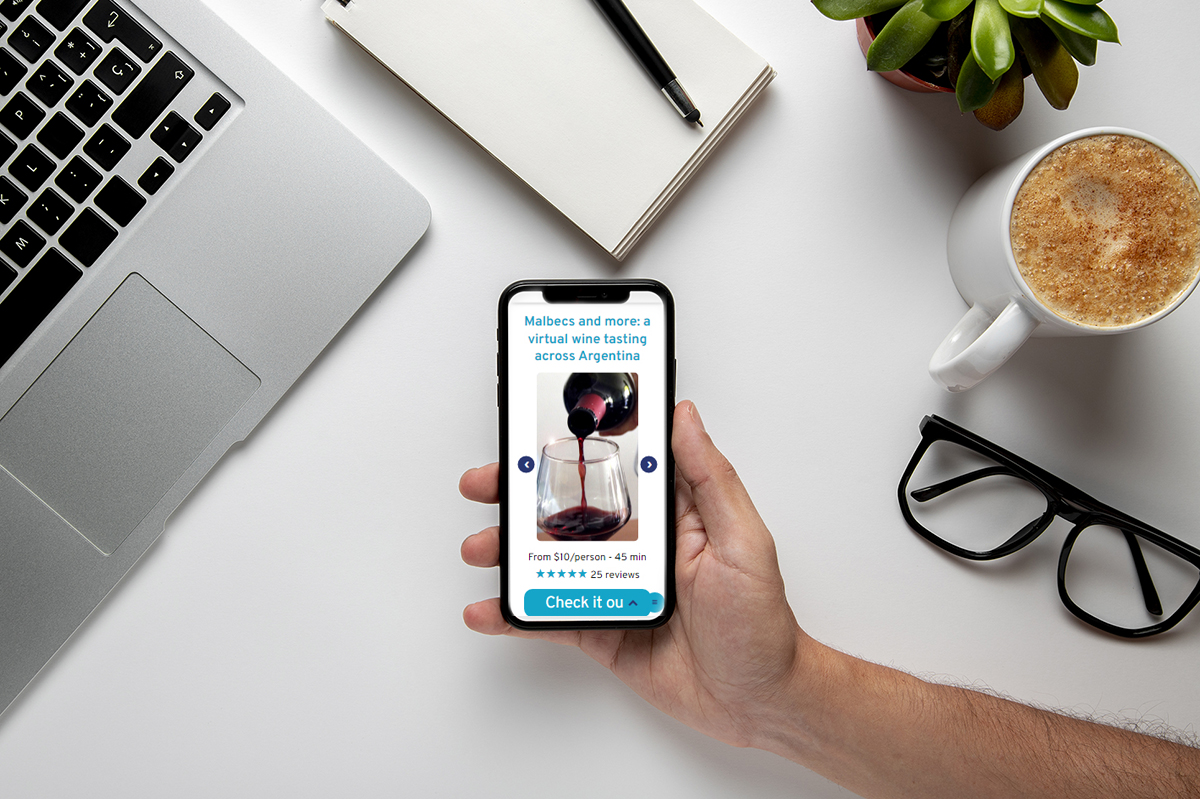 Malbecs and more: a
virtual wine tasting
across Argentina
From $10/person - 45 min
★★★★★ 25 reviews
Check it ou
P
Ç
L
K
M